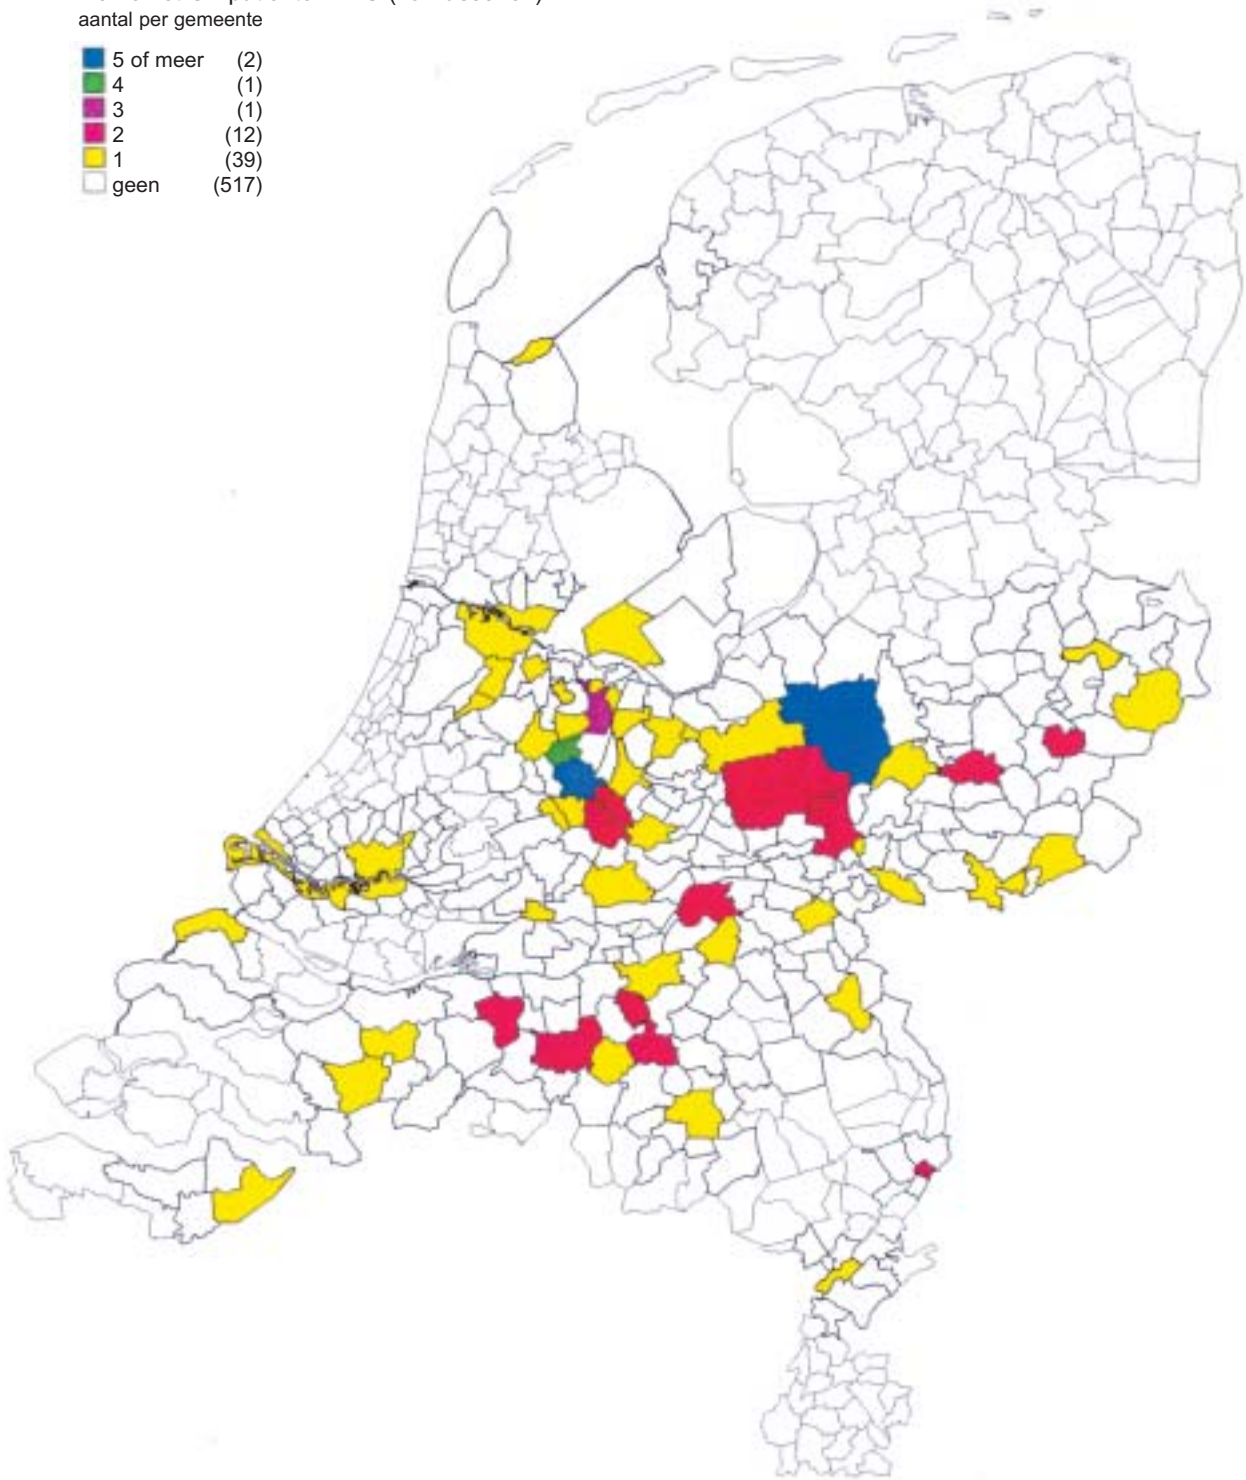 aantal per gemeente
5 of meer (2)
4 (1)
3 (1)
2 (12)
1 (39)
geen (517)